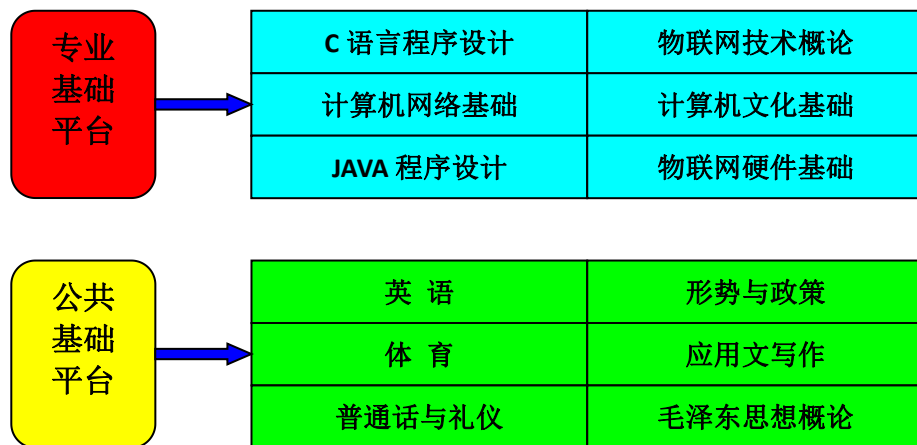 专业
基础
平台
C 语言程序设计 物联网技术概论
计算机网络基础 计算机文化基础
JAVA 程序设计 物联网硬件基础
公共
基础
平台
英 语 形势与政策
体 育 应用文写作
普通话与礼仪 毛泽东思想概论